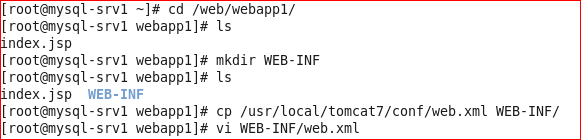 [root@mysql-srv1 ~]# cd /web/webapp1/
[root@mysql-srv1 webapp1]# ls
index.jsp
[root@mysql-srv1 webapp1]# mkdir WEB-INF
[root@mysql-srv1 webapp1]# ls
index.jsp  WEB-INF
[root@mysql-srv1 webapp1]# cp /usr/local/tomcat7/conf/web.xml WEB-INF/
[root@mysql-srv1 webapp1]# vi WEB-INF/web.xml